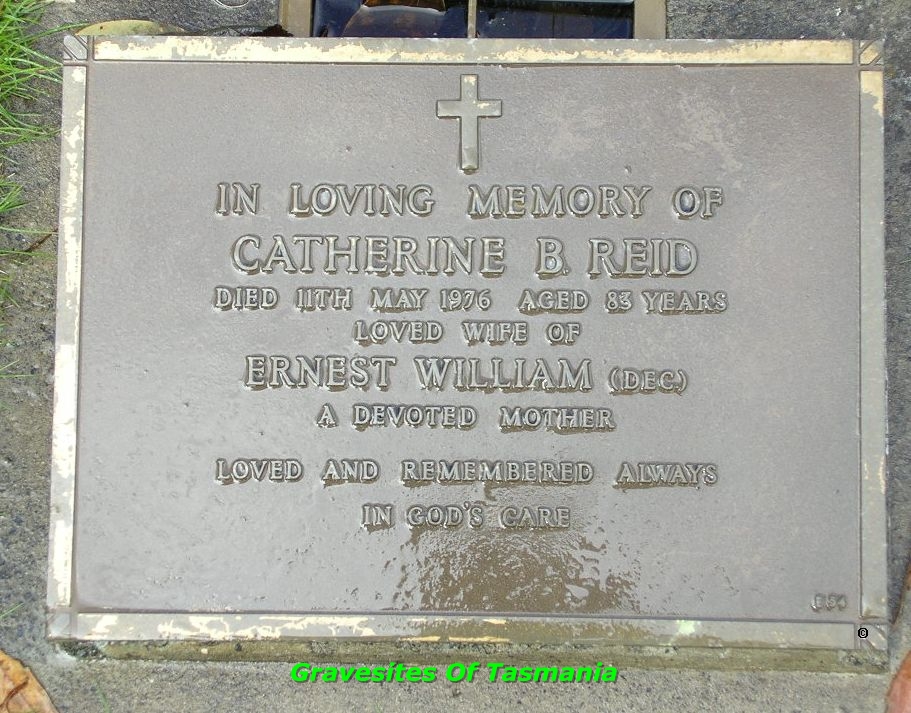 IN LOVING MEMORY OF
CATHERINE B. REID
DIED 11TH MAY 1976 AGED 83 YEARS
LOVED WIFE OF
ERNEST WILLIAM (DEC.)
A DEVOTED MOTHER
LOVED AND REMEMBERED ALWAYS
IN GOD'S CARE
©
Gravesites Of Tasmania